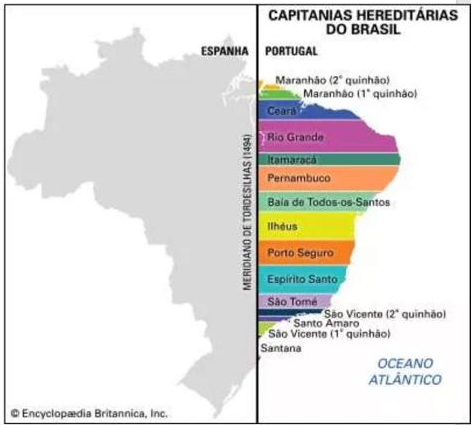 CAPITANIAS HEREDITÁRIAS
DO BRASIL
ESPANHA
PORTUGAL
MERIDIANO DE TORDESILHAS (1494)
Maranhão (2˚ quinhão)
Maranhão (1˚ quinhão)
Ceará
Rio Grande
Itamaracá
Pernambuco
Baía de Todos-os-Santos
Ilhéus
Porto Seguro
Espírito Santo
São Tomé
São Vicente (2˚ quinhão)
Santo Amaro
São Vicente (1˚ quinhão)
Santana
OCEANO
ATLÂNTICO
© Encyclopædia Britannica, Inc.